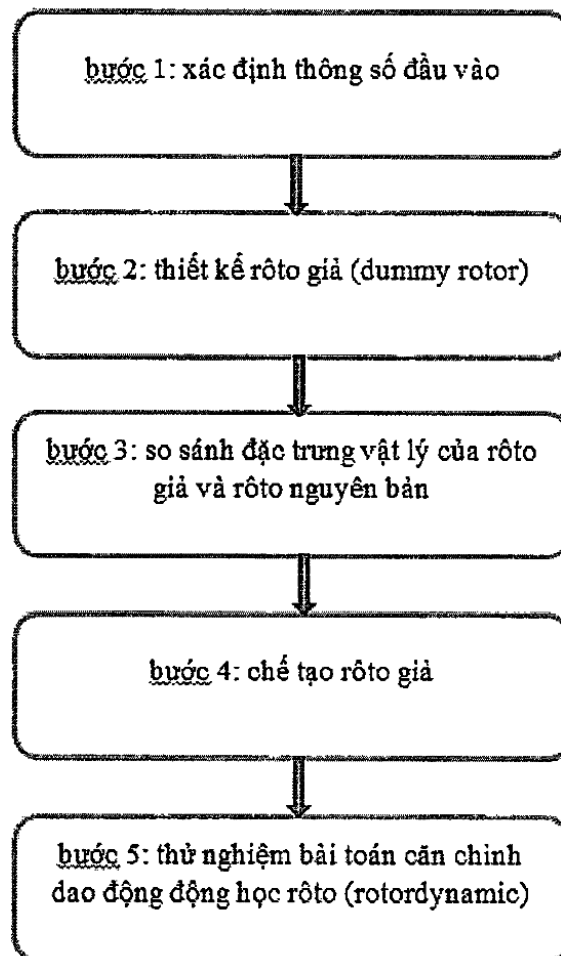 bước 1: xác định thông số đầu vào
bước 2: thiết kế rôto giả (dummy rotor)
bước 3: so sánh đặc trưng vật lý của rôto
giả và rôto nguyên bản
bước 4: chế tạo rôto giả
bước 5: thử nghiệm bài toán căn chỉnh
dao động động học rôto (rotordynamic)